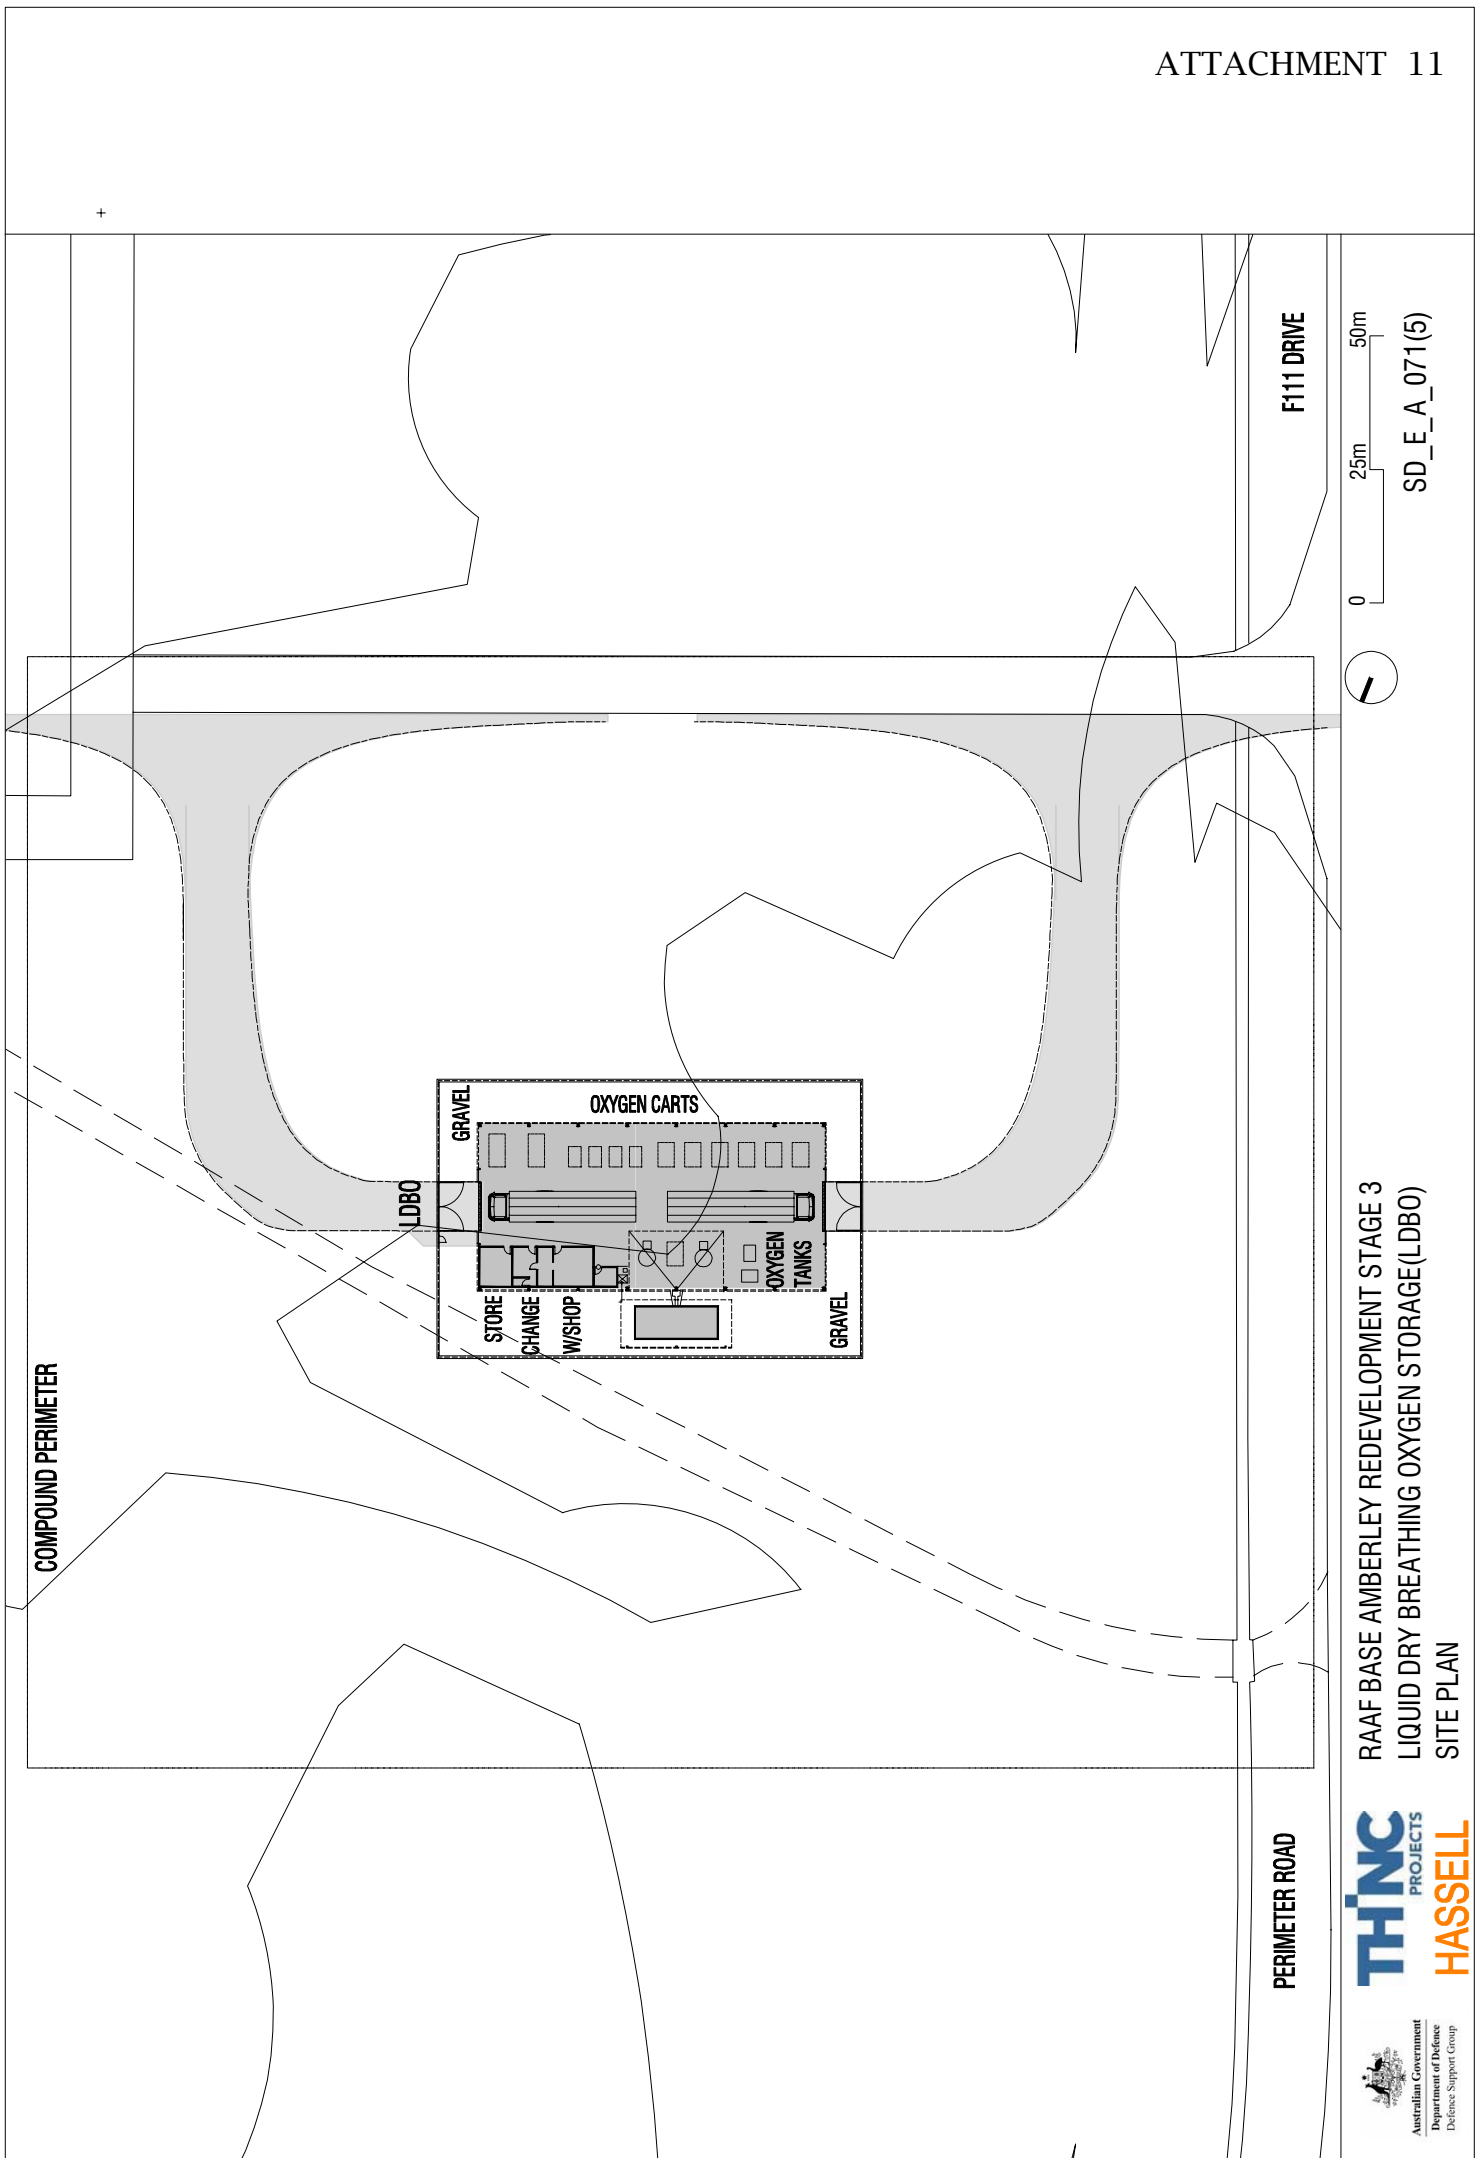 ATTACHMENT 11
F111 DRIVE
0 25m 50m
SD_E_A_071(5)
GRAVEL
OXYGEN CARTS
LDBO
OXYGEN
TANKS
STORE
CHANGE
W/SHOP
GRAVEL
COMPOUND PERIMETER
PERIMETER ROAD
RAAF BASE AMBERLEY REDEVELOPMENT STAGE 3
LIQUID DRY BREATHING OXYGEN STORAGE(LDBO)
SITE PLAN
THINC
PROJECTS
HASSELL
Australian Government
Department of Defence
Defence Support Group